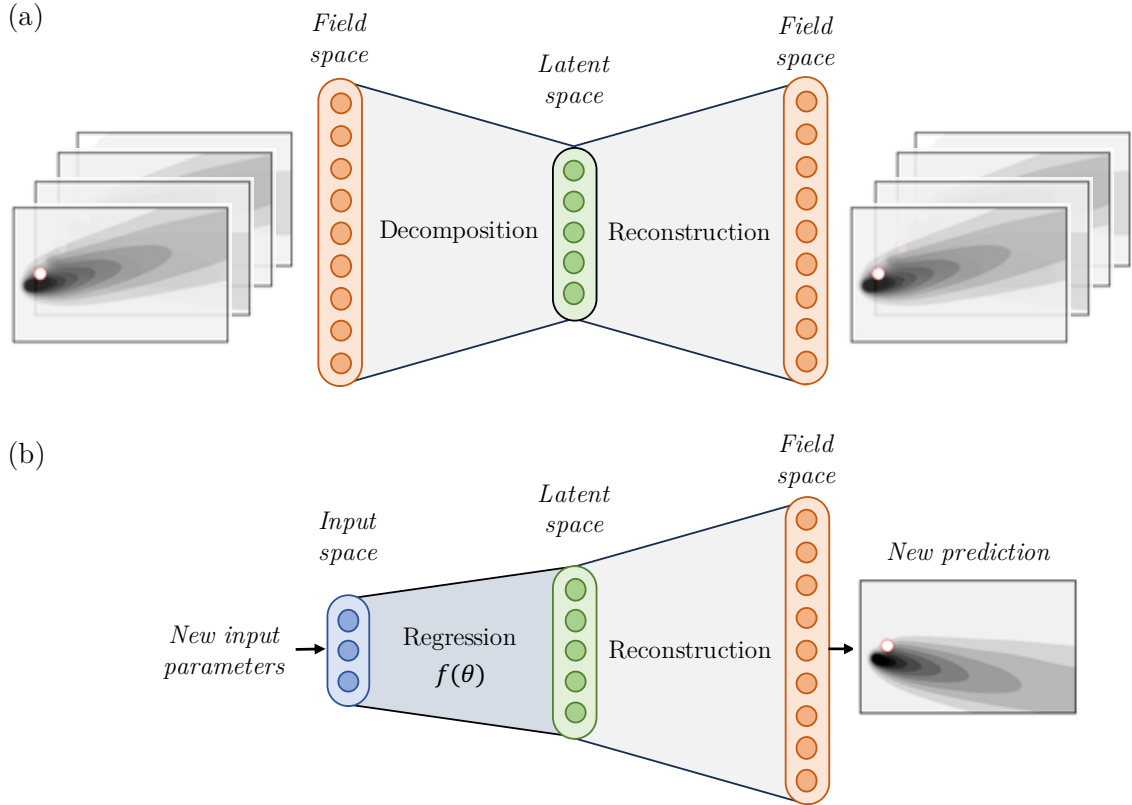 (a)
Field
space
Latent
space
Field
space
Decomposition
Reconstruction
(b)
Input
space
Latent
space
Field
space
New input
parameters
Regression
f(θ)
Reconstruction
New prediction